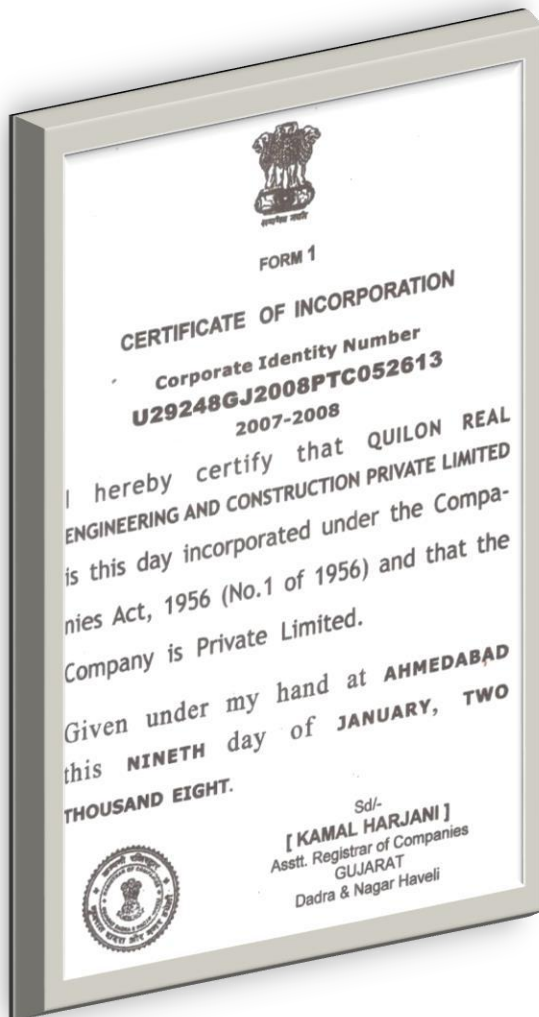 सत्यमेव जयते
FORM 1
CERTIFICATE OF INCORPORATION
Corporate Identity Number
U29248GJ2008PTC052613
2007-2008
I hereby certify that QUILON REAL
ENGINEERING AND CONSTRUCTION PRIVATE LIMITED
is this day incorporated under the Compa-
nies Act, 1956 (No.1 of 1956) and that the
Company is Private Limited.
Given under my hand at AHMEDABAD
this NINETH day of JANUARY, TWO
THOUSAND EIGHT.
Sd/-
[ KAMAL HARJANI ]
Asstt. Registrar of Companies
GUJARAT
Dadra & Nagar Haveli